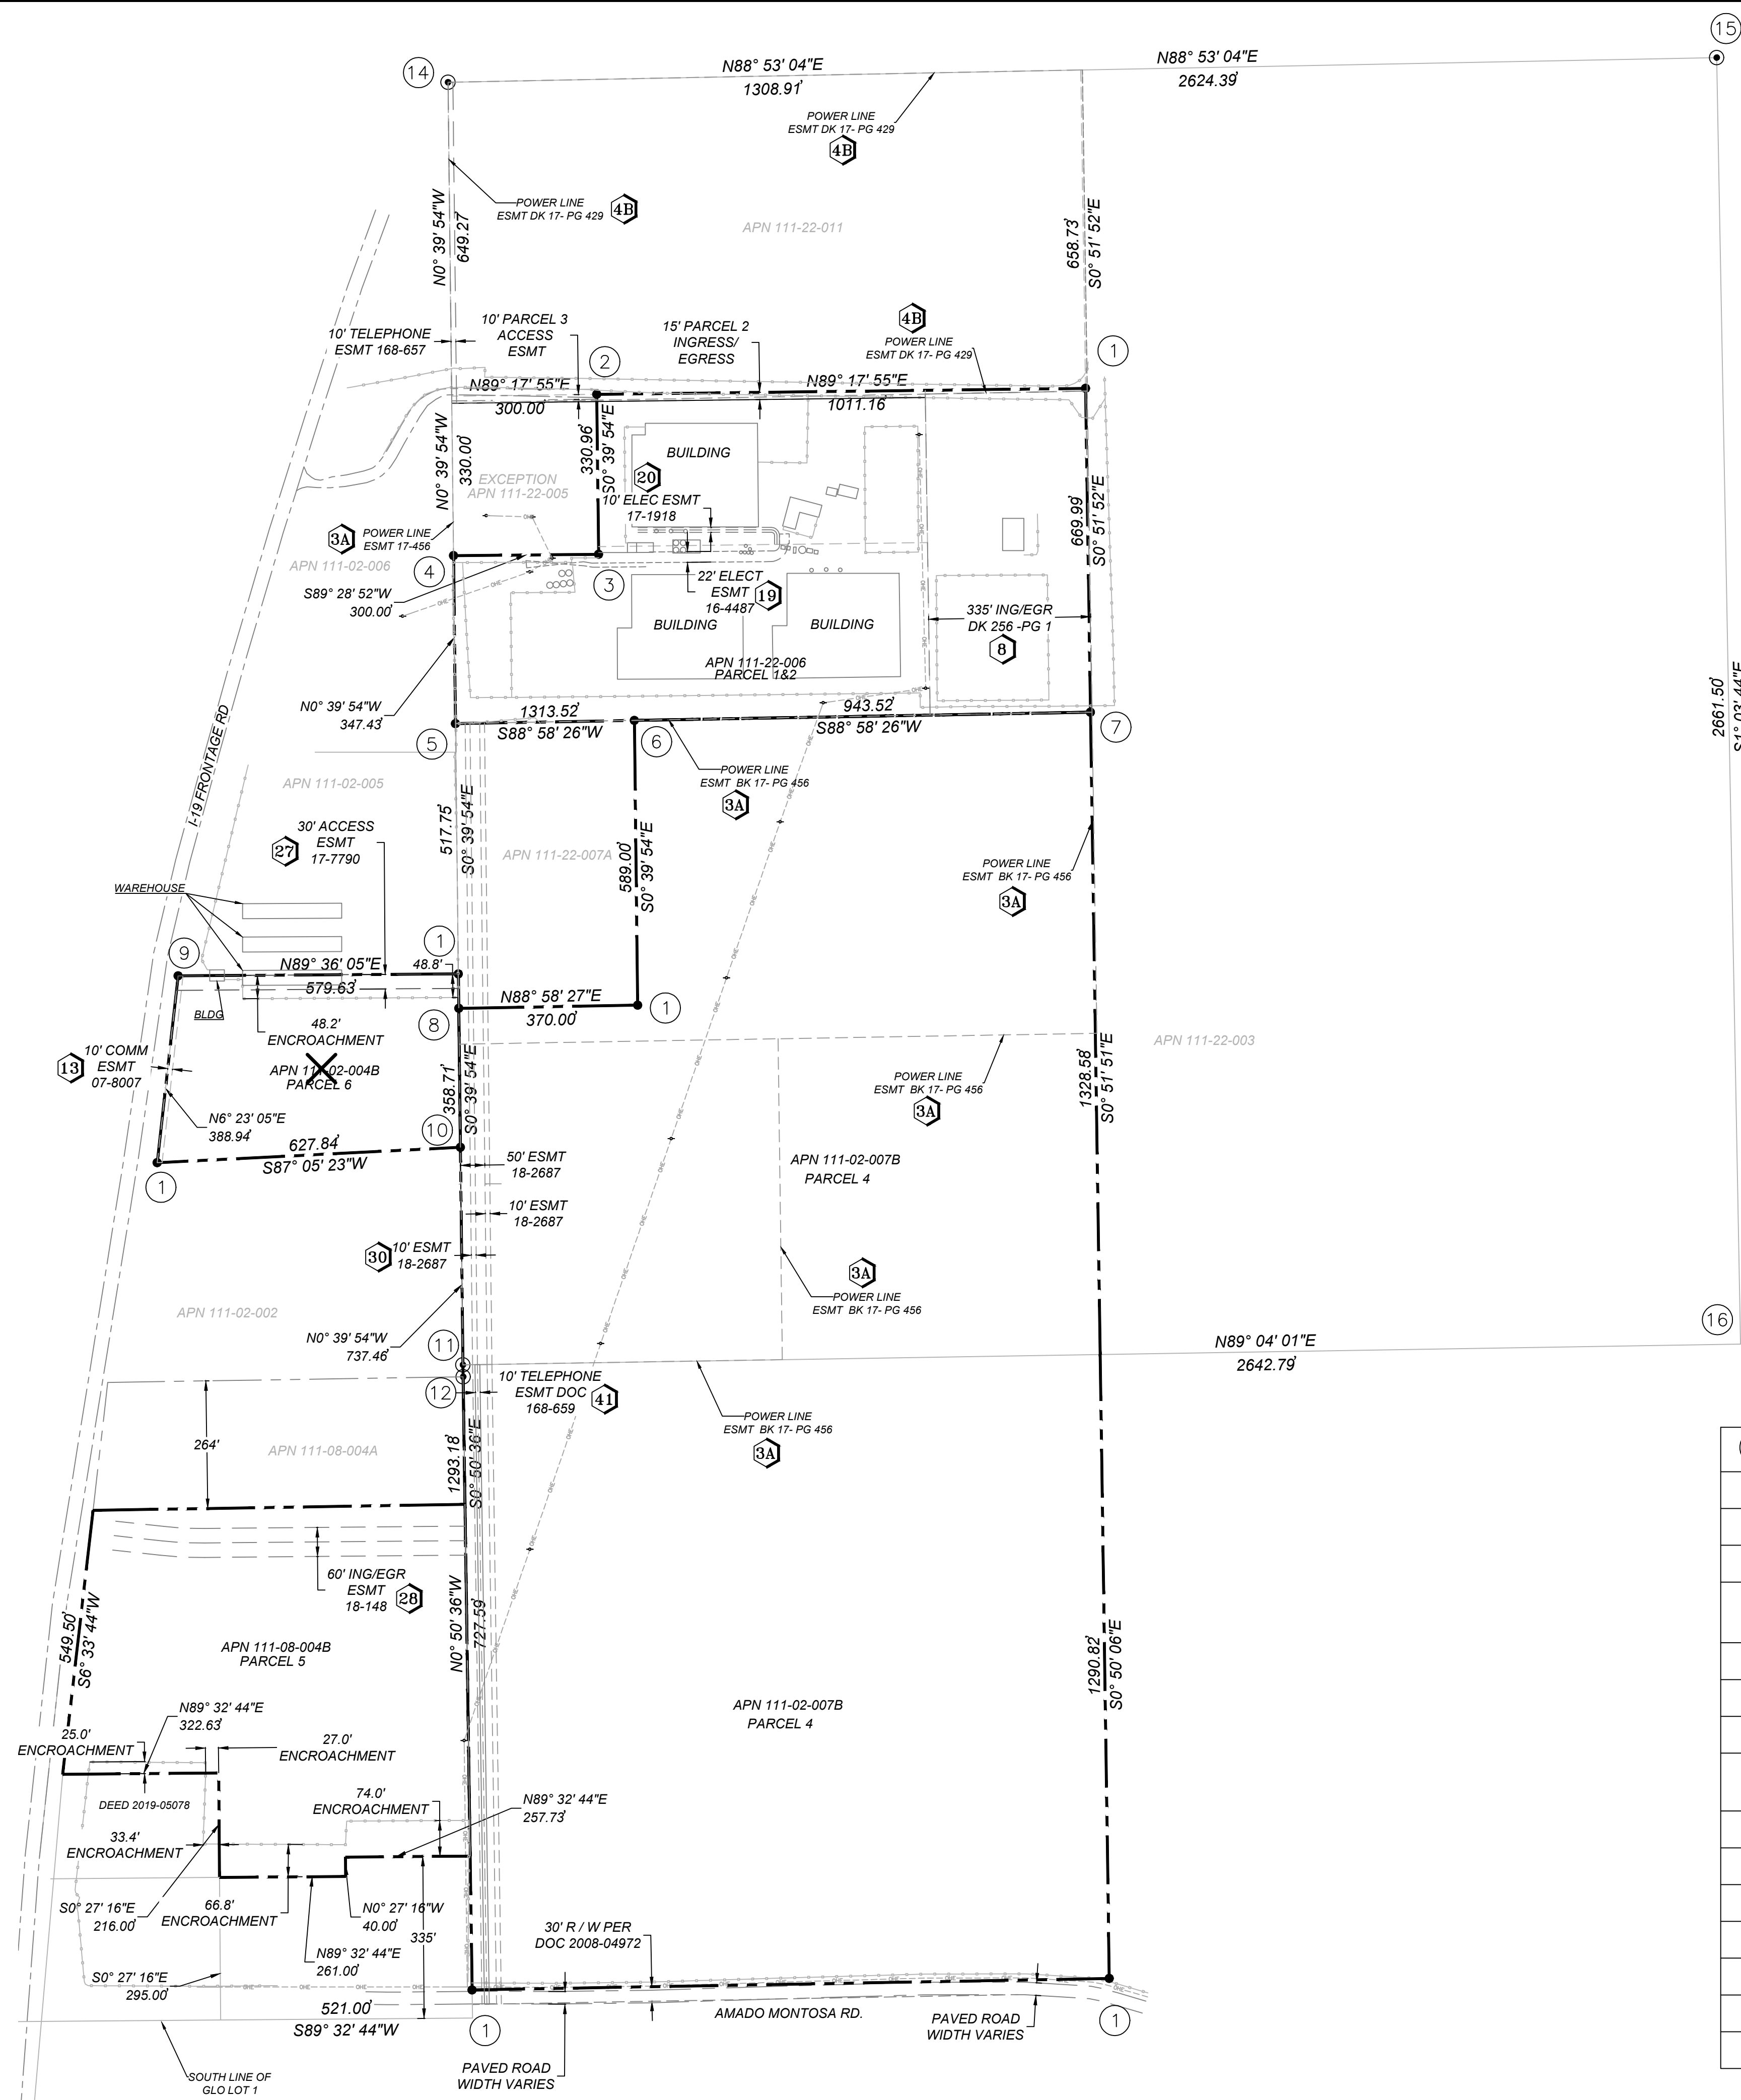 15
14
N88° 53' 04"E
1308.91'
N88° 53' 04"E
2624.39'
POWER LINE
ESMT DK 17- PG 429
4B
POWER LINE
ESMT DK 17- PG 429
4B
N0° 39' 54"W
649.27'
APN 111-22-011
658.73'
S0° 51' 52"E
10' TELEPHONE
ESMT 168-657
10' PARCEL 3
ACCESS
ESMT
15' PARCEL 2
INGRESS/
EGRESS
4B
POWER LINE
ESMT DK 17- PG 429
2
1
N89° 17' 55"E
300.00'
N89° 17' 55"E
1011.16'
N0° 39' 54"W
330.00'
330.96'
S0° 39' 54"E
BUILDING
EXCEPTION
APN 111-22-005
20
10' ELEC ESMT
17-1918
669.99'
S0° 51' 52"E
3A
POWER LINE
ESMT 17-456
APN 111-02-006
4
3
S89° 28' 52"W
300.00'
22' ELECT
ESMT
16-4487
19
BUILDING
BUILDING
335' ING/EGR
DK 256 -PG 1
8
APN 111-22-006
PARCEL 1&2
N0° 39' 54"W
347.43'
1313.52'
S88° 58' 26"W
943.52'
S88° 58' 26"W
5
6
7
2661.50'
S1° 03' 44"E
I-19 FRONTAGE RD
APN 111-02-005
POWER LINE
ESMT BK 17- PG 456
3A
517.75'
S0° 39' 54"E
30' ACCESS
ESMT
17-7790
27
APN 111-22-007A
589.00'
S0° 39' 54"E
POWER LINE
ESMT BK 17- PG 456
3A
WAREHOUSE
9
1
N89° 36' 05"E
579.63'
48.8'
N88° 58' 27"E
370.00'
1
8
BLDG
48.2'
ENCROACHMENT
13
10' COMM
ESMT
07-8007
APN 111-02-004B
PARCEL 6
358.71'
S0° 39' 54"E
POWER LINE
ESMT BK 17- PG 456
3A
1328.58'
S0° 51' 51"E
APN 111-22-003
N6° 23' 05"E
388.94'
10
627.84'
S87° 05' 23"W
1
50' ESMT
18-2687
APN 111-02-007B
PARCEL 4
10' ESMT
18-2687
30
10' ESMT
18-2687
3A
POWER LINE
ESMT BK 17- PG 456
APN 111-02-002
N0° 39' 54"W
737.46'
11
16
N89° 04' 01"E
2642.79'
12
10' TELEPHONE
ESMT DOC
168-659
41
POWER LINE
ESMT BK 17- PG 456
3A
264'
APN 111-08-004A
1293.18'
S0° 50' 36"E
60' ING/EGR
ESMT
18-148
28
549.50'
S6° 33' 44"W
APN 111-08-004B
PARCEL 5
N0° 50' 36"W
727.59'
1290.82'
S0° 50' 06"E
APN 111-02-007B
PARCEL 4
N89° 32' 44"E
322.63'
25.0'
ENCROACHMENT
27.0'
ENCROACHMENT
DEED 2019-05078
74.0'
ENCROACHMENT
N89° 32' 44"E
257.73'
33.4'
ENCROACHMENT
S0° 27' 16"E
216.00'
66.8'
ENCROACHMENT
N0° 27' 16"W
40.00'
335'
30' R / W PER
DOC 2008-04972
N89° 32' 44"E
261.00'
S0° 27' 16"E
295.00'
521.00'
S89° 32' 44"W
1
AMADO MONTOSA RD.
PAVED ROAD
WIDTH VARIES
1
PAVED ROAD
WIDTH VARIES
SOUTH LINE OF
GLO LOT 1